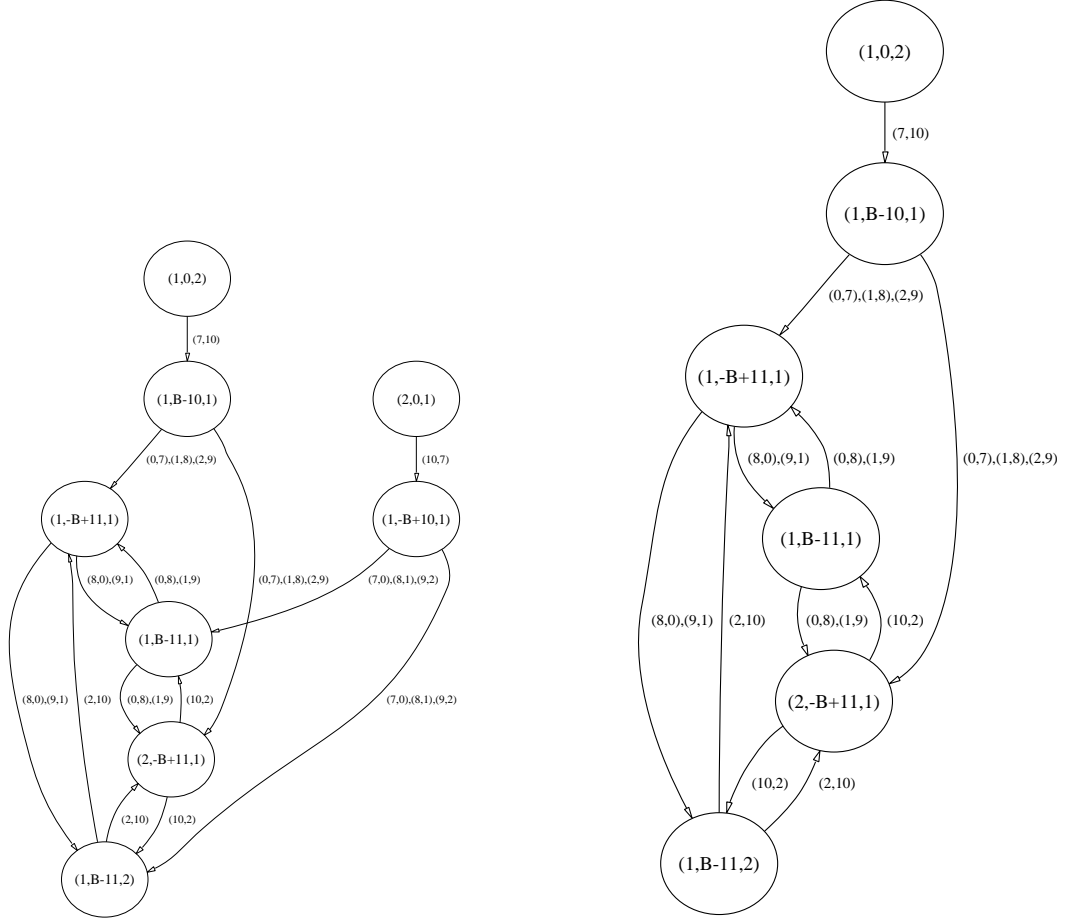 (1,0,2)
(7,10)
(1,B-10,1)
(2,0,1)
(0,7),(1,8),(2,9)
(10,7)
(1,-B+11,1)
(1,-B+10,1)
(8,0),(9,1)
(0,8),(1,9)
(0,7),(1,8),(2,9)
(7,0),(8,1),(9,2)
(1,B-11,1)
(8,0),(9,1)
(2,10)
(0,8),(1,9)
(10,2)
(7,0),(8,1),(9,2)
(2,-B+11,1)
(2,10)
(10,2)
(1,B-11,2)
(1,0,2)
(7,10)
(1,B-10,1)
(0,7),(1,8),(2,9)
(1,-B+11,1)
(8,0),(9,1)
(0,8),(1,9)
(0,7),(1,8),(2,9)
(1,B-11,1)
(8,0),(9,1)
(2,10)
(0,8),(1,9)
(10,2)
(2,-B+11,1)
(10,2)
(2,10)
(1,B-11,2)